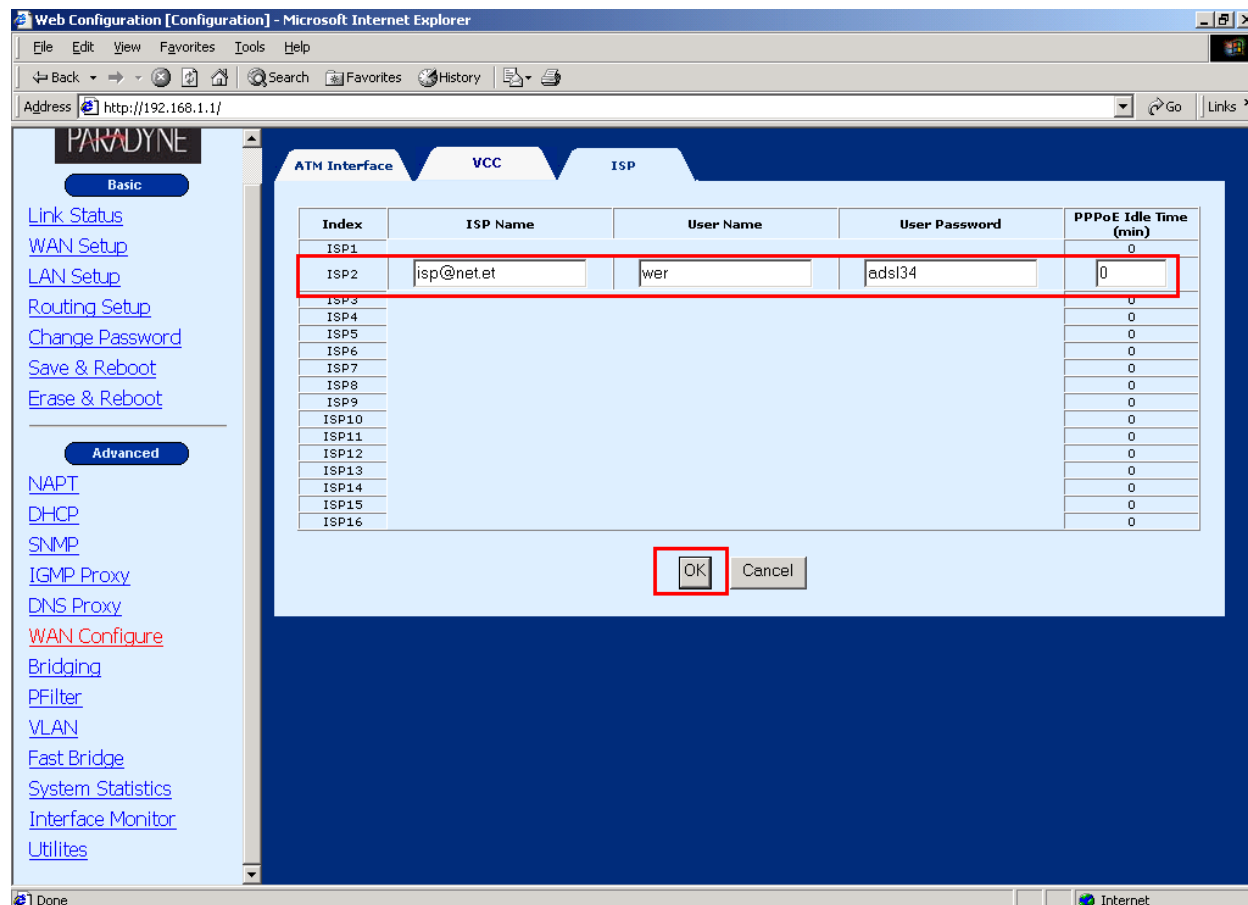 Web Configuration [Configuration] - Microsoft Internet Explorer
File Edit View Favorites Tools Help
Back Search Favorites History
Address http://192.168.1.1/ Go Links
PARADYNE
Basic
Link Status
WAN Setup
LAN Setup
Routing Setup
Change Password
Save & Reboot
Erase & Reboot
Advanced
NAPT
DHCP
SNMP
IGMP Proxy
DNS Proxy
WAN Configure
Bridging
PFilter
VLAN
Fast Bridge
System Statistics
Interface Monitor
Utilites
ATM Interface VCC ISP
Index ISP Name User Name User Password PPPoE Idle Time (min)
ISP1 0
ISP2 isp@net.et wer adsl34 0
ISP3 0
ISP4 0
ISP5 0
ISP6 0
ISP7 0
ISP8 0
ISP9 0
ISP10 0
ISP11 0
ISP12 0
ISP13 0
ISP14 0
ISP15 0
ISP16 0
OK Cancel
Done Internet